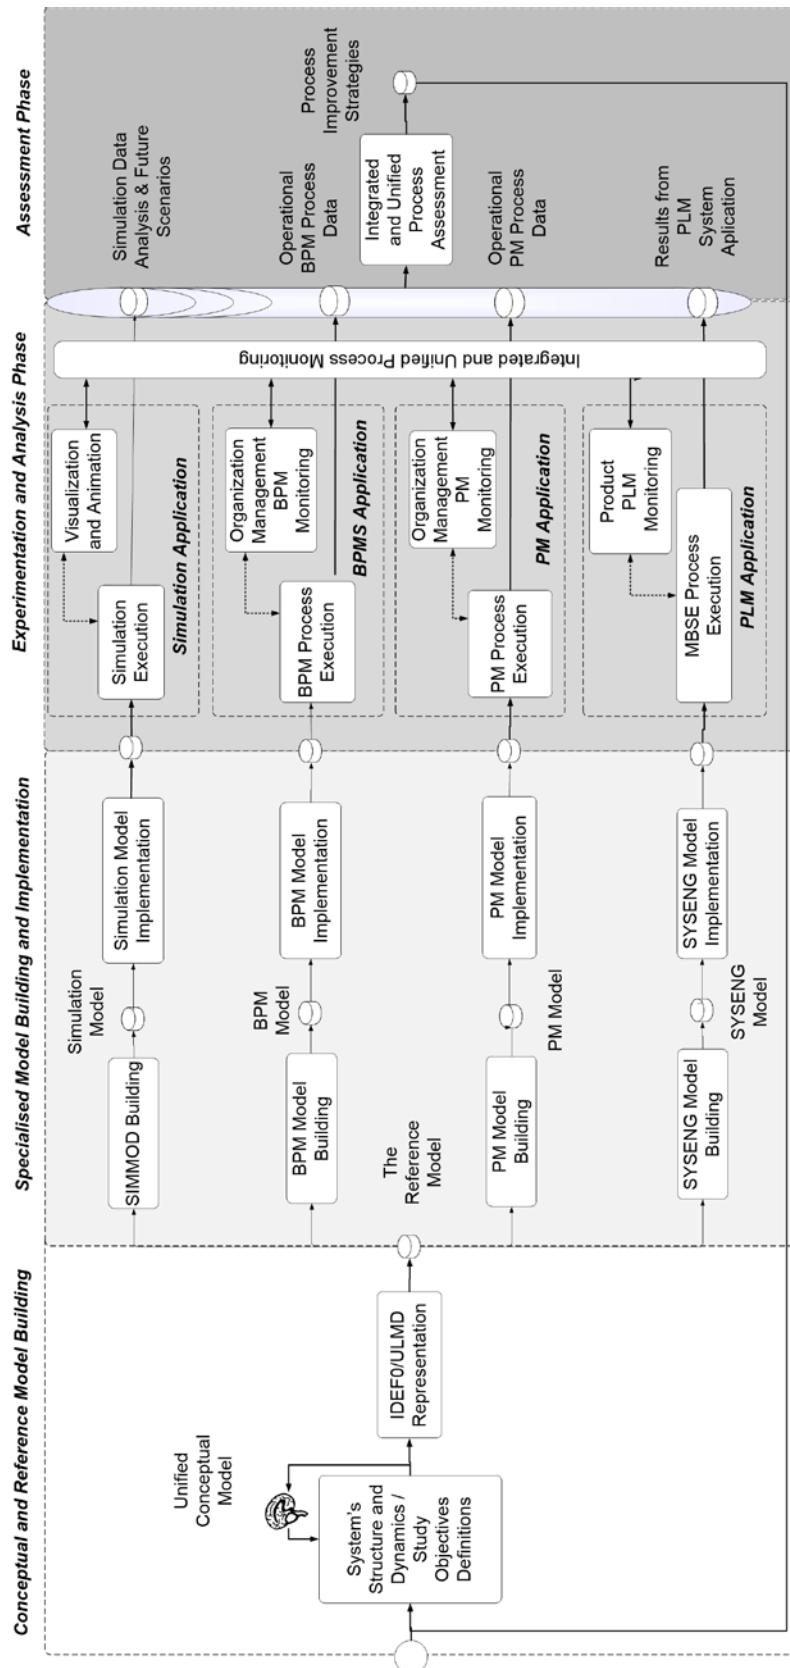 Conceptual and Reference Model Building
Specialised Model Building and Implementation
Experimentation and Analysis Phase
Assessment Phase
System's
Structure and
Dynamics /
Study
Objectives
Definitions
Unified
Conceptual
Model
IDEF0/ULMD
Representation
The
Reference
Model
SIMMOD Building
Simulation
Model
Simulation Model
Implementation
Simulation
Execution
Visualization
and Animation
Simulation Application
Simulation Data
Analysis & Future
Scenarios
BPM Model
Building
BPM
Model
BPM Model
Implementation
BPM Process
Execution
Organization
Management
BPM
Monitoring
BPMS Application
Operational
BPM Process
Data
PM Model
Building
PM Model
PM Model
Implementation
PM Process
Execution
Organization
Management
PM
Monitoring
PM Application
Operational
PM Process
Data
SYSENG Model
Building
SYSENG
Model
SYSENG Model
Implementation
MBSE Process
Execution
Product
PLM
Monitoring
PLM Application
Results from
PLM
System
Aplication
Integrated and Unified Process Monitoring
Integrated
and Unified
Process
Assessment
Process
Improvement
Strategies